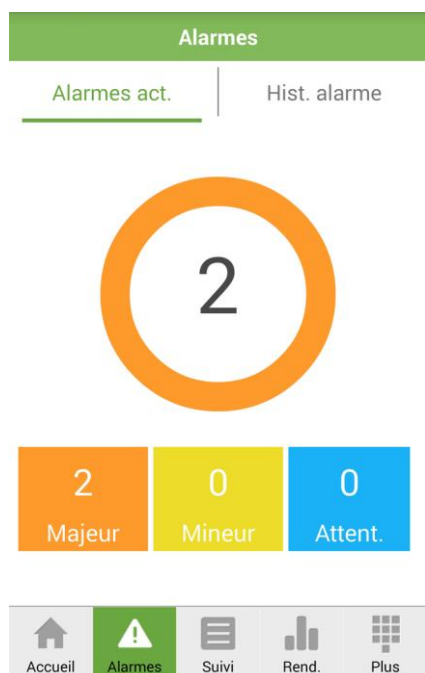 Alarmes
Alarmes act. Hist. alarme
2
2 0 0
Majeur Mineur Attent.
Accueil Alarmes Suivi Rend. Plus